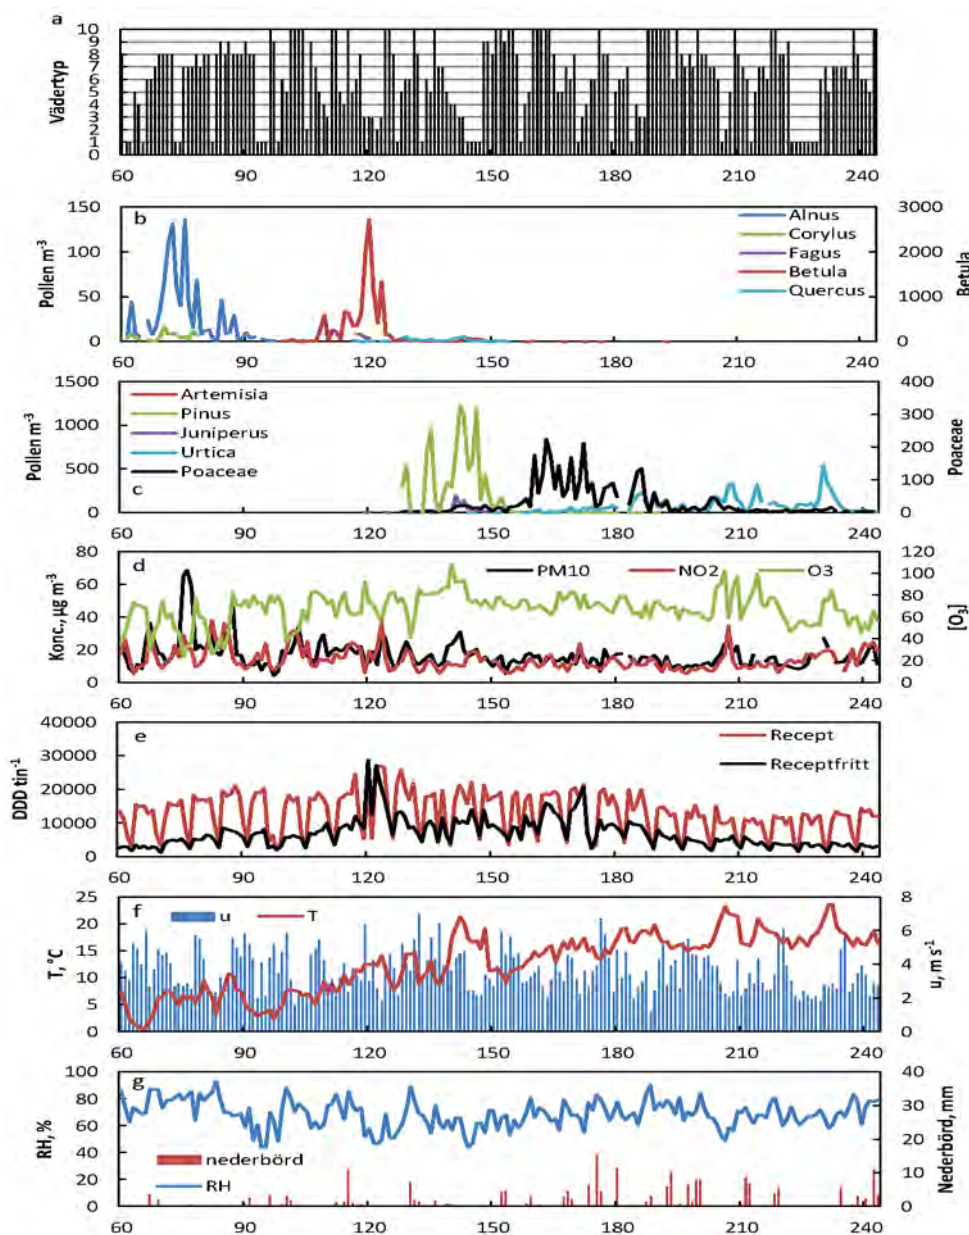 a
Vädertyp
10
9
8
7
6
5
4
3
2
1
0
60 90 120 150 180 210 240
b
Pollen m-3
150
100
50
0
Alnus
Corylus
Fagus
Betula
Quercus
3000
2000
1000
0
Betula
60 90 120 150 180 210 240
Pollen m-3
1500
1000
500
0
Artemisia
Pinus
Juniperus
Urtica
Poaceae
c
400
300
200
100
0
Poaceae
60 90 120 150 180 210 240
d
Konc., µg m-3
80
60
40
20
0
PM10 NO2 O3
120
100
80
60
40
20
0
[O3]
60 90 120 150 180 210 240
e
DDD tin-1
40000
30000
20000
10000
0
Recept
Receptfritt
60 90 120 150 180 210 240
f
T, °C
25
20
15
10
5
0
u T
8
6
4
2
0
u, m s-1
60 90 120 150 180 210 240
g
RH, %
100
80
60
40
20
0
nederbörd
RH
40
30
20
10
0
Nederbörd, mm
60 90 120 150 180 210 240